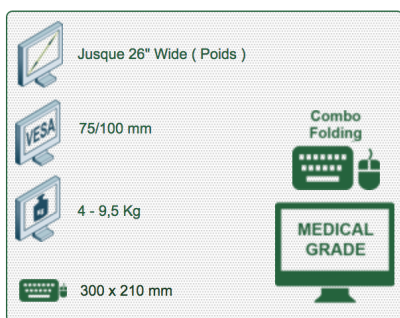 Jusque 26" Wide ( Poids )
VESA
75/100 mm
KG
4 - 9,5 Kg
300 x 210 mm
Combo
Folding
MEDICAL
GRADE